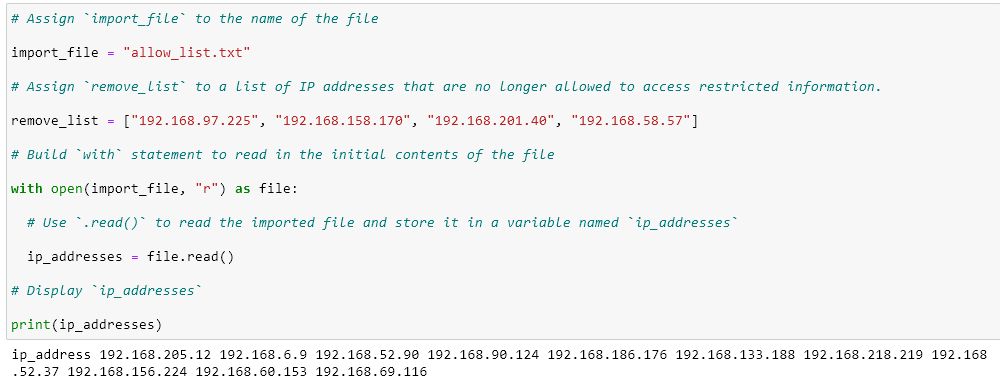 # Assign `import_file` to the name of the file
import_file = "allow_list.txt"
# Assign `remove_list` to a list of IP addresses that are no longer allowed to access restricted information.
remove_list = ["192.168.97.225", "192.168.158.170", "192.168.201.40", "192.168.58.57"]
# Build `with` statement to read in the initial contents of the file
with open(import_file, "r") as file:
  # Use `.read()` to read the imported file and store it in a variable named `ip_addresses`
  ip_addresses = file.read()
# Display `ip_addresses`
print(ip_addresses)
ip_address 192.168.205.12 192.168.6.9 192.168.52.90 192.168.90.124 192.168.186.176 192.168.133.188 192.168.218.219 192.168
.52.37 192.168.156.224 192.168.60.153 192.168.69.116